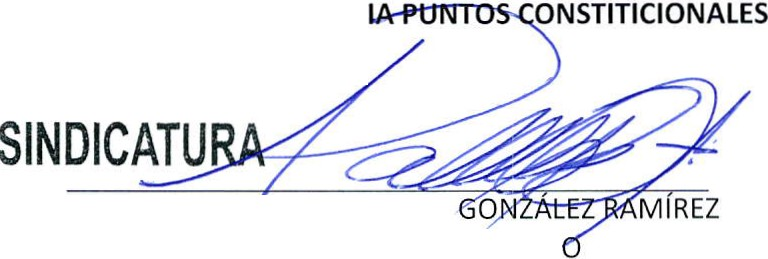 IA PUNTOS CONSTITICIONALES
SINDICATURA
GONZÁLEZ RAMÍREZ
O